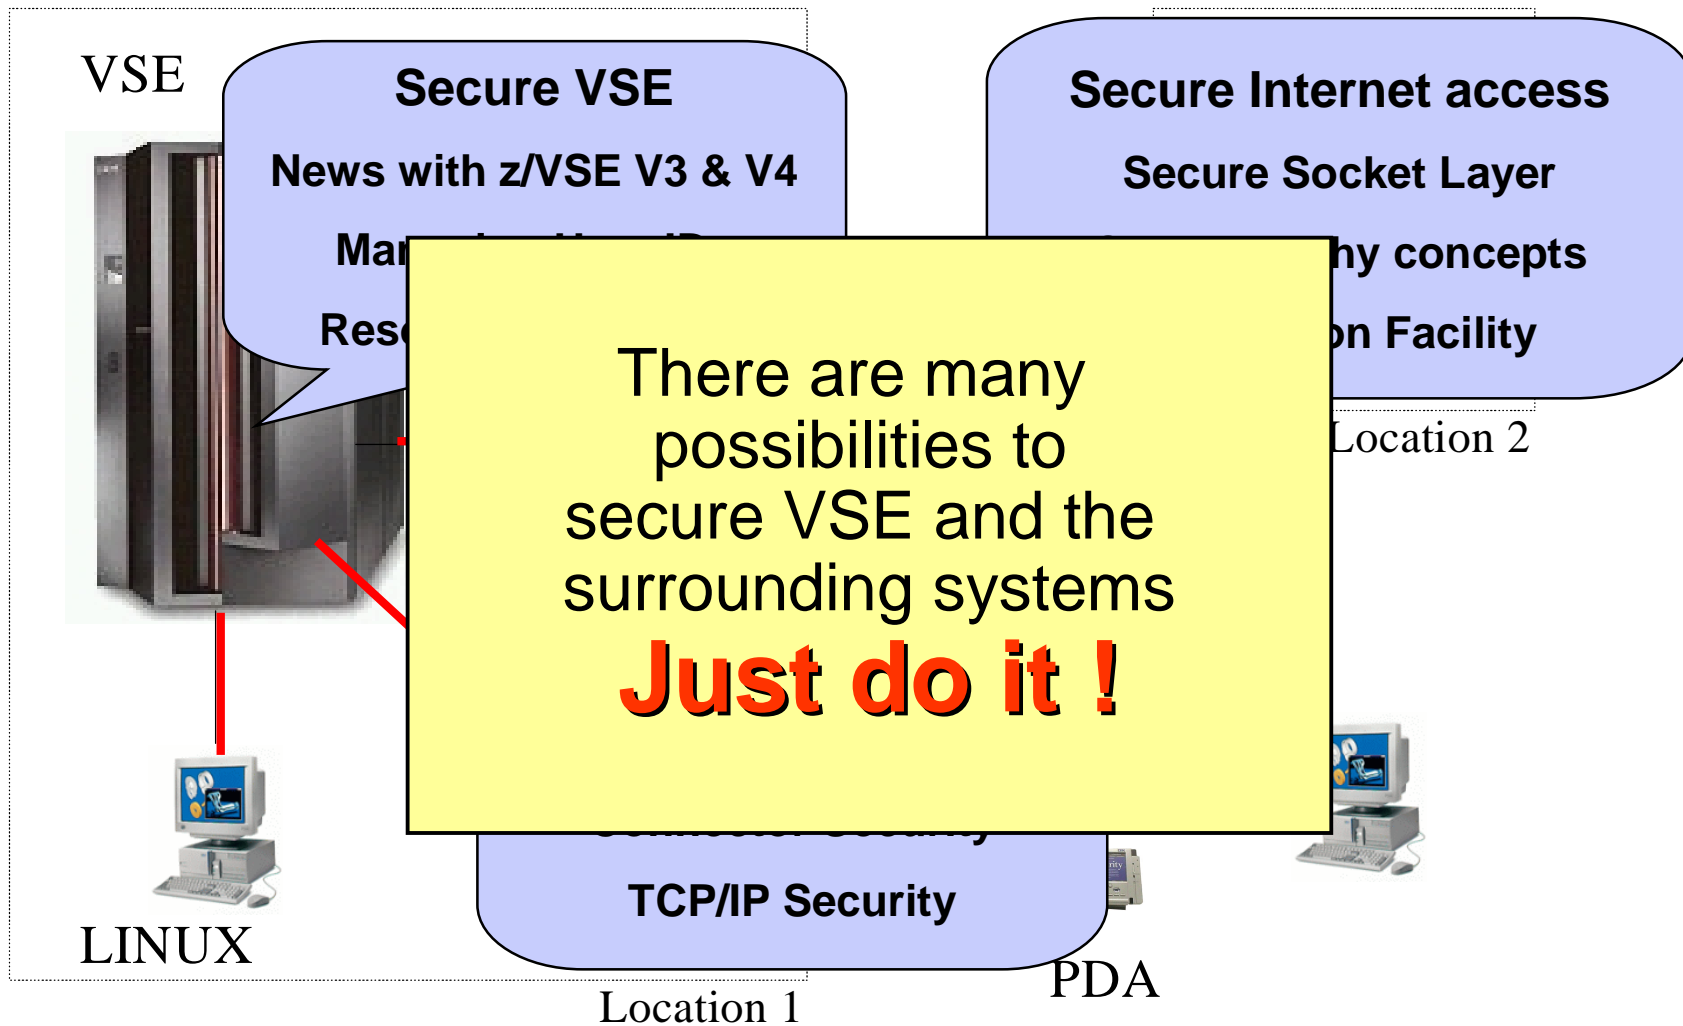 VSE
Secure VSE
News with z/VSE V3 & V4
Secure Internet access
Secure Socket Layer
concepts
Facility
There are many
possibilities to
secure VSE and the
surrounding systems
Just do it !
Location 2
Security
TCP/IP Security
LINUX
PDA
Location 1